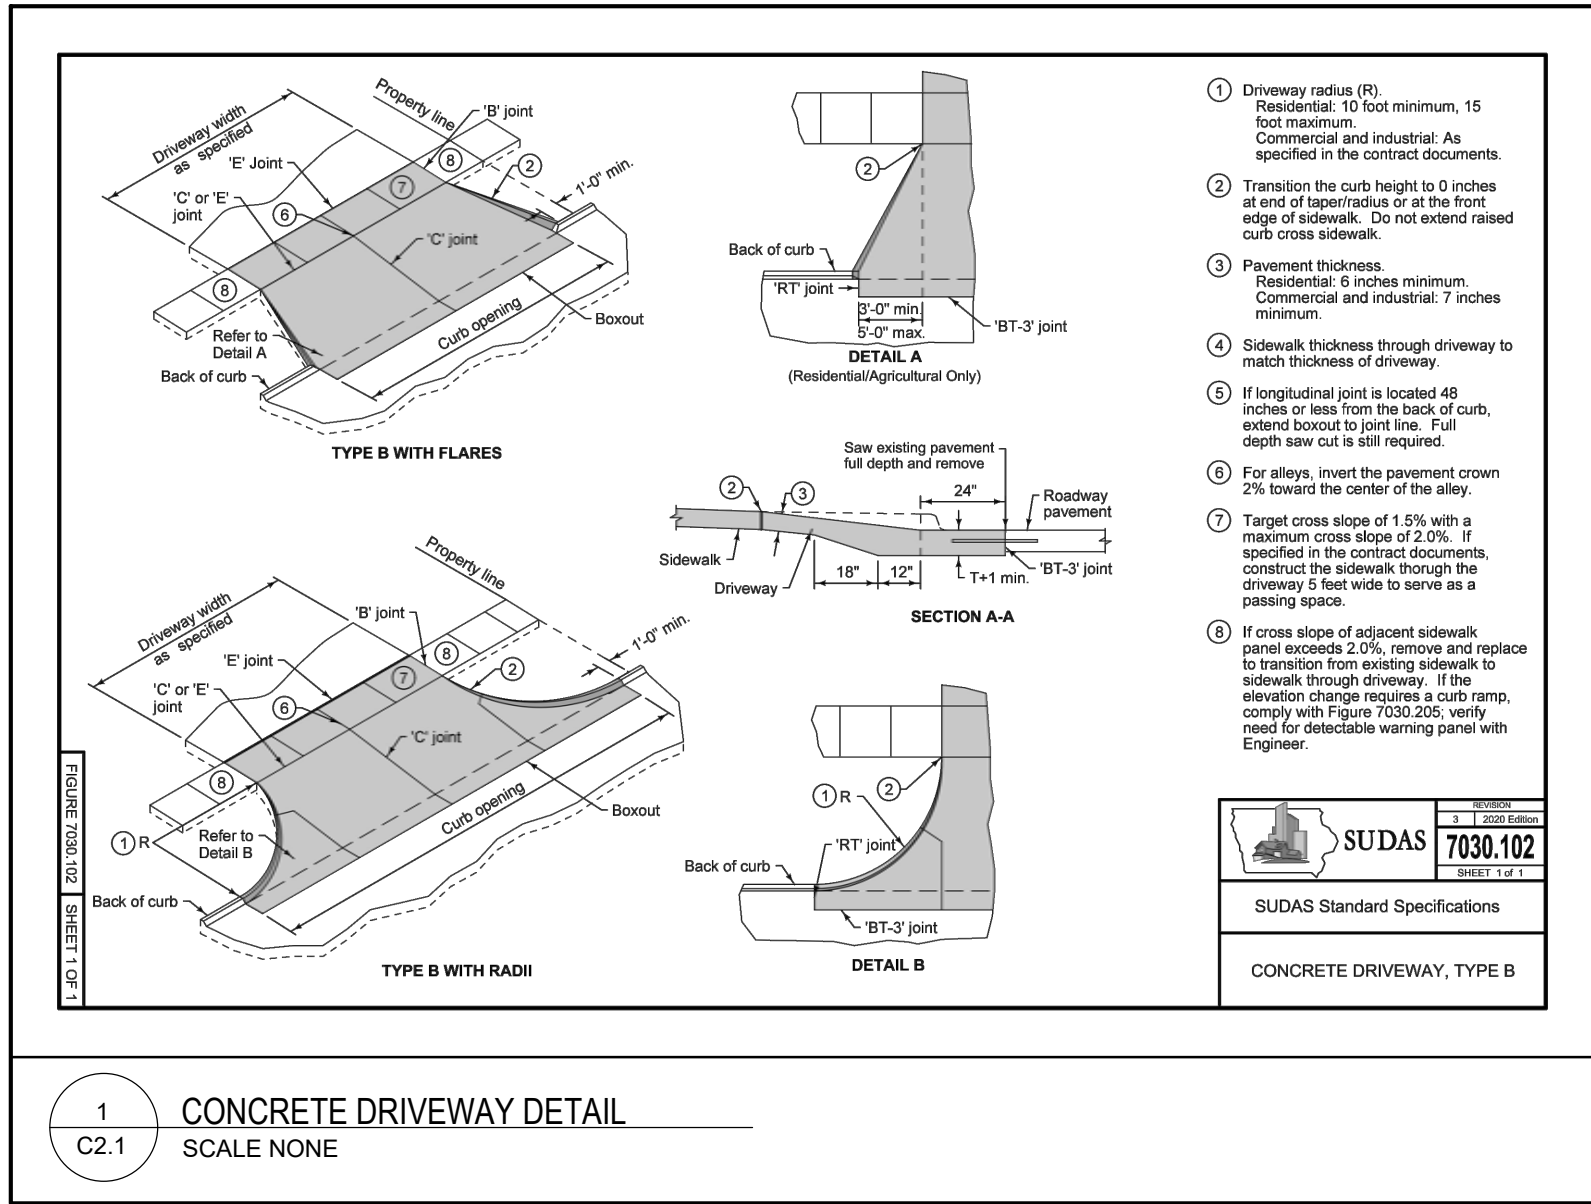 Property line
'B' joint
8
2
1'-0" min.
Driveway width
as specified
'E' Joint
7
'C' or 'E'
joint
6
'C' joint
8
Refer to
Detail A
Curb opening
Boxout
Back of curb
TYPE B WITH FLARES
2
Back of curb
'RT' joint
3'-0" min.
5'-0" max.
'BT-3' joint
DETAIL A
(Residential/Agricultural Only)
Saw existing pavement
full depth and remove
2
3
24"
Roadway
pavement
Sidewalk
Driveway
18"
12"
T+1 min.
'BT-3' joint
SECTION A-A
Property line
'B' joint
8
2
1'-0" min.
Driveway width
as specified
'E' joint
7
'C' or 'E'
joint
6
'C' joint
8
1 R
Refer to
Detail B
Curb opening
Boxout
Back of curb
TYPE B WITH RADII
1 R
2
'RT' joint
Back of curb
'BT-3' joint
DETAIL B
1 Driveway radius (R).
Residential: 10 foot minimum, 15
foot maximum.
Commercial and industrial: As
specified in the contract documents.
2 Transition the curb height to 0 inches
at end of taper/radius or at the front
edge of sidewalk. Do not extend raised
curb cross sidewalk.
3 Pavement thickness.
Residential: 6 inches minimum.
Commercial and industrial: 7 inches
minimum.
4 Sidewalk thickness through driveway to
match thickness of driveway.
5 If longitudinal joint is located 48
inches or less from the back of curb,
extend boxout to joint line. Full
depth saw cut is still required.
6 For alleys, invert the pavement crown
2% toward the center of the alley.
7 Target cross slope of 1.5% with a
maximum cross slope of 2.0%. If
specified in the contract documents,
construct the sidewalk thorugh the
driveway 5 feet wide to serve as a
passing space.
8 If cross slope of adjacent sidewalk
panel exceeds 2.0%, remove and replace
to transition from existing sidewalk to
sidewalk through driveway. If the
elevation change requires a curb ramp,
comply with Figure 7030.205; verify
need for detectable warning panel with
Engineer.
FIGURE 7030.102
SHEET 1 OF 1
SUDAS
REVISION
3 2020 Edition
7030.102
SHEET 1 of 1
SUDAS Standard Specifications
CONCRETE DRIVEWAY, TYPE B
1
C2.1
CONCRETE DRIVEWAY DETAIL
SCALE NONE